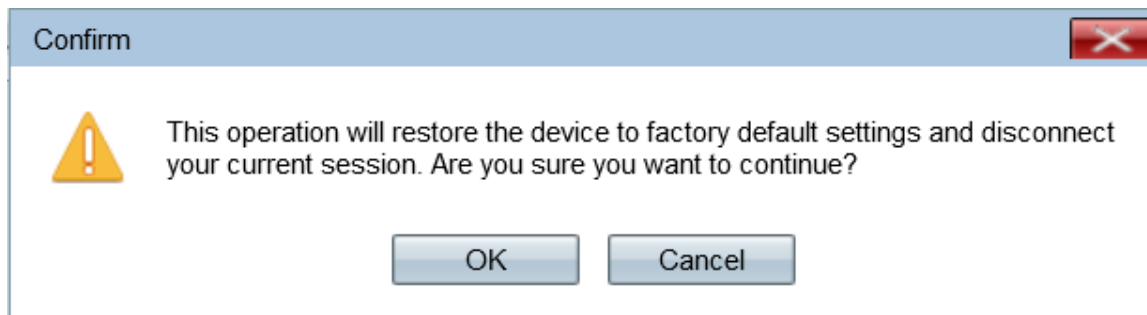 Confirm
This operation will restore the device to factory default settings and disconnect
your current session. Are you sure you want to continue?
OK
Cancel